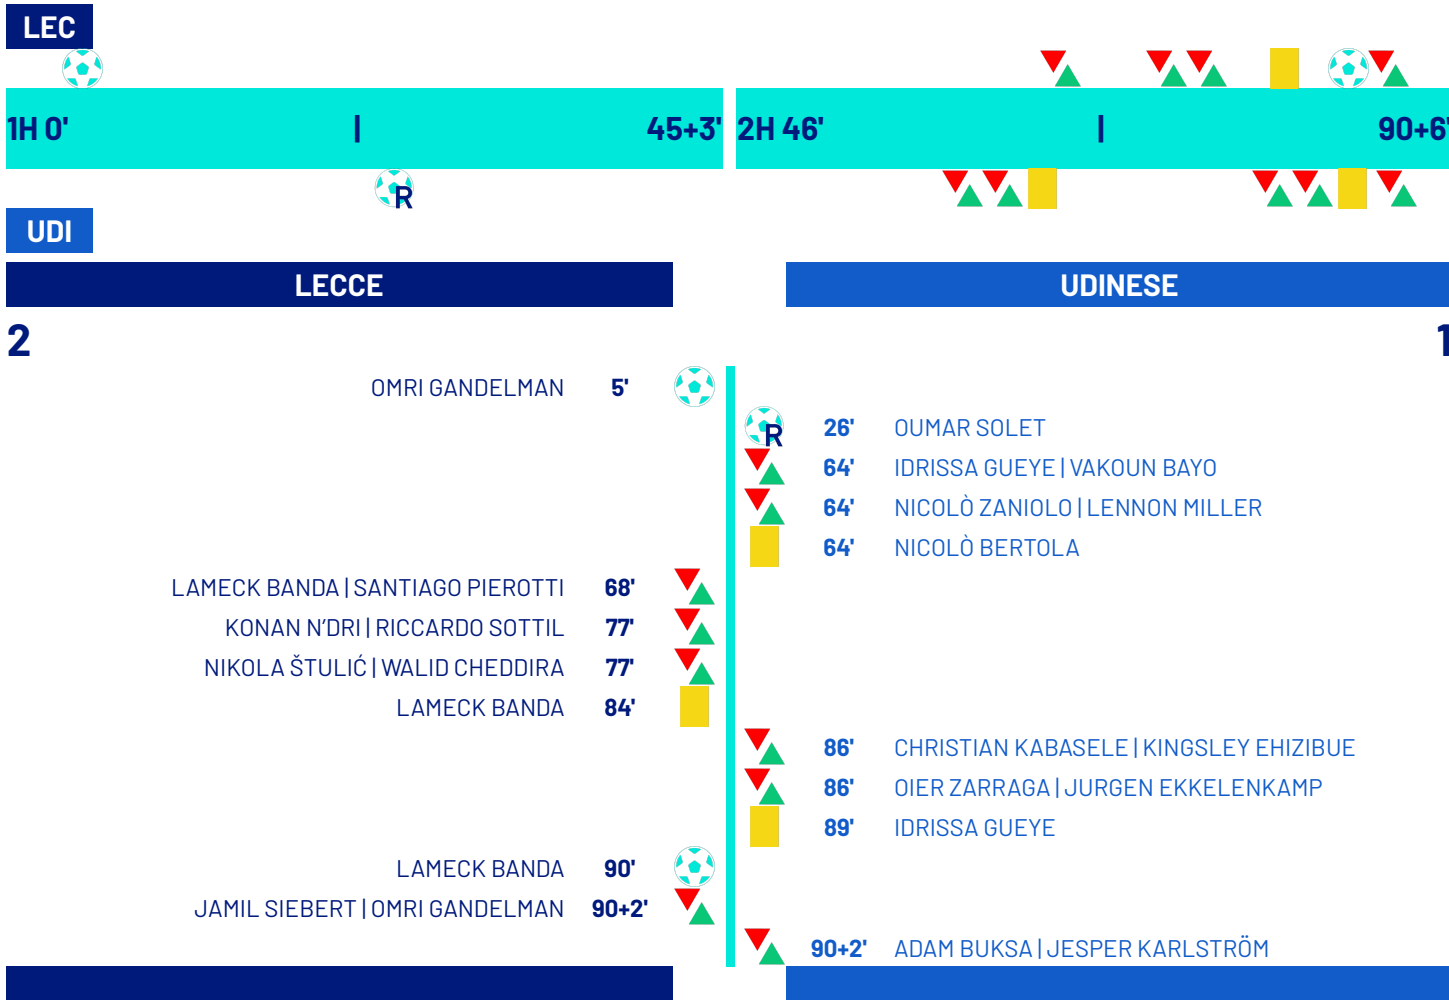 LEC
1H 0' | 45+3' 2H 46' | 90+6'
R
UDI
LECCE UDINESE
2 1
OMRI GANDELMAN 5'
R 26' OUMAR SOLET
64' IDRISSA GUEYE | VAKOUN BAYO
64' NICOLÒ ZANIOLO | LENNON MILLER
64' NICOLÒ BERTOLA
LAMECK BANDA | SANTIAGO PIEROTTI 68'
KONAN N’DRI | RICCARDO SOTTIL 77'
NIKOLA ŠTULIĆ | WALID CHEDDIRA 77'
LAMECK BANDA 84'
86' CHRISTIAN KABASELE | KINGSLEY EHIZIBUE
86' OIER ZARRAGA | JURGEN EKKELENKAMP
89' IDRISSA GUEYE
LAMECK BANDA 90'
JAMIL SIEBERT | OMRI GANDELMAN 90+2'
90+2' ADAM BUKSA | JESPER KARLSTRÖM